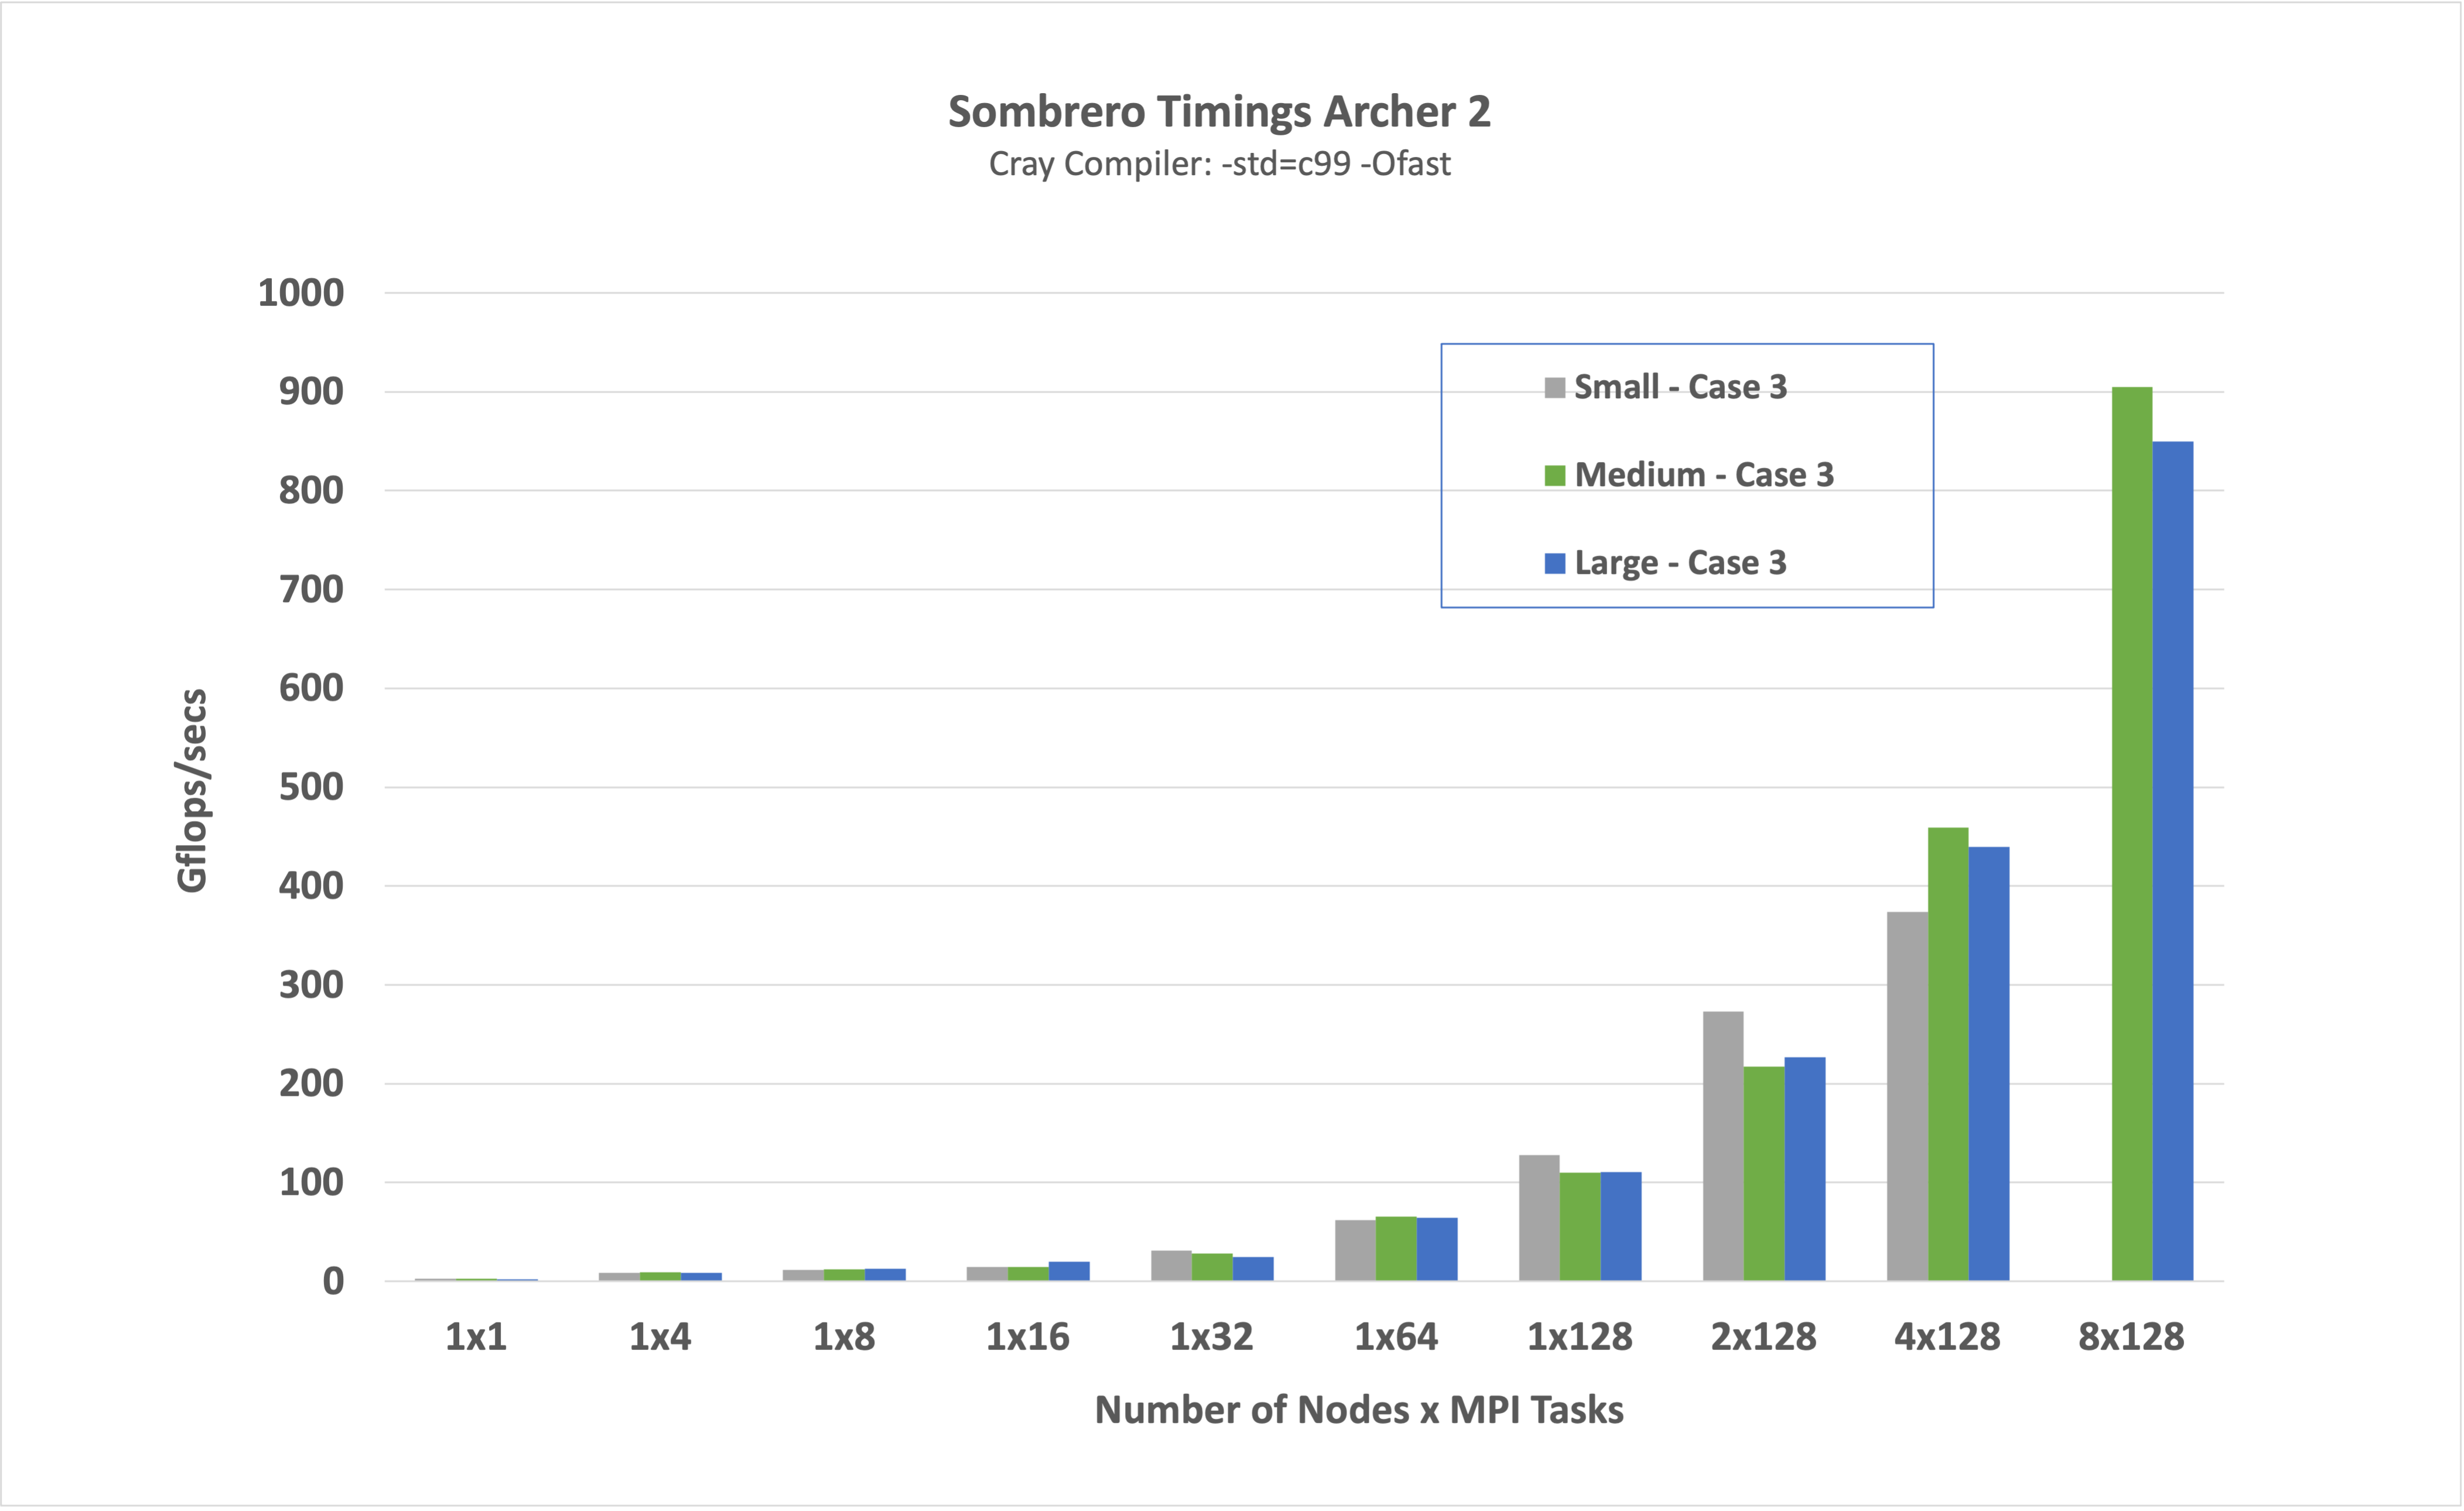 Sombrero Timings Archer 2
Cray Compiler: -std=c99 -Ofast
1000
900
800
700
600
500
400
300
200
100
0
Gflops/secs
Small - Case 3
Medium - Case 3
Large - Case 3
1x1 1x4 1x8 1x16 1x32 1x64 1x128 2x128 4x128 8x128
Number of Nodes x MPI Tasks